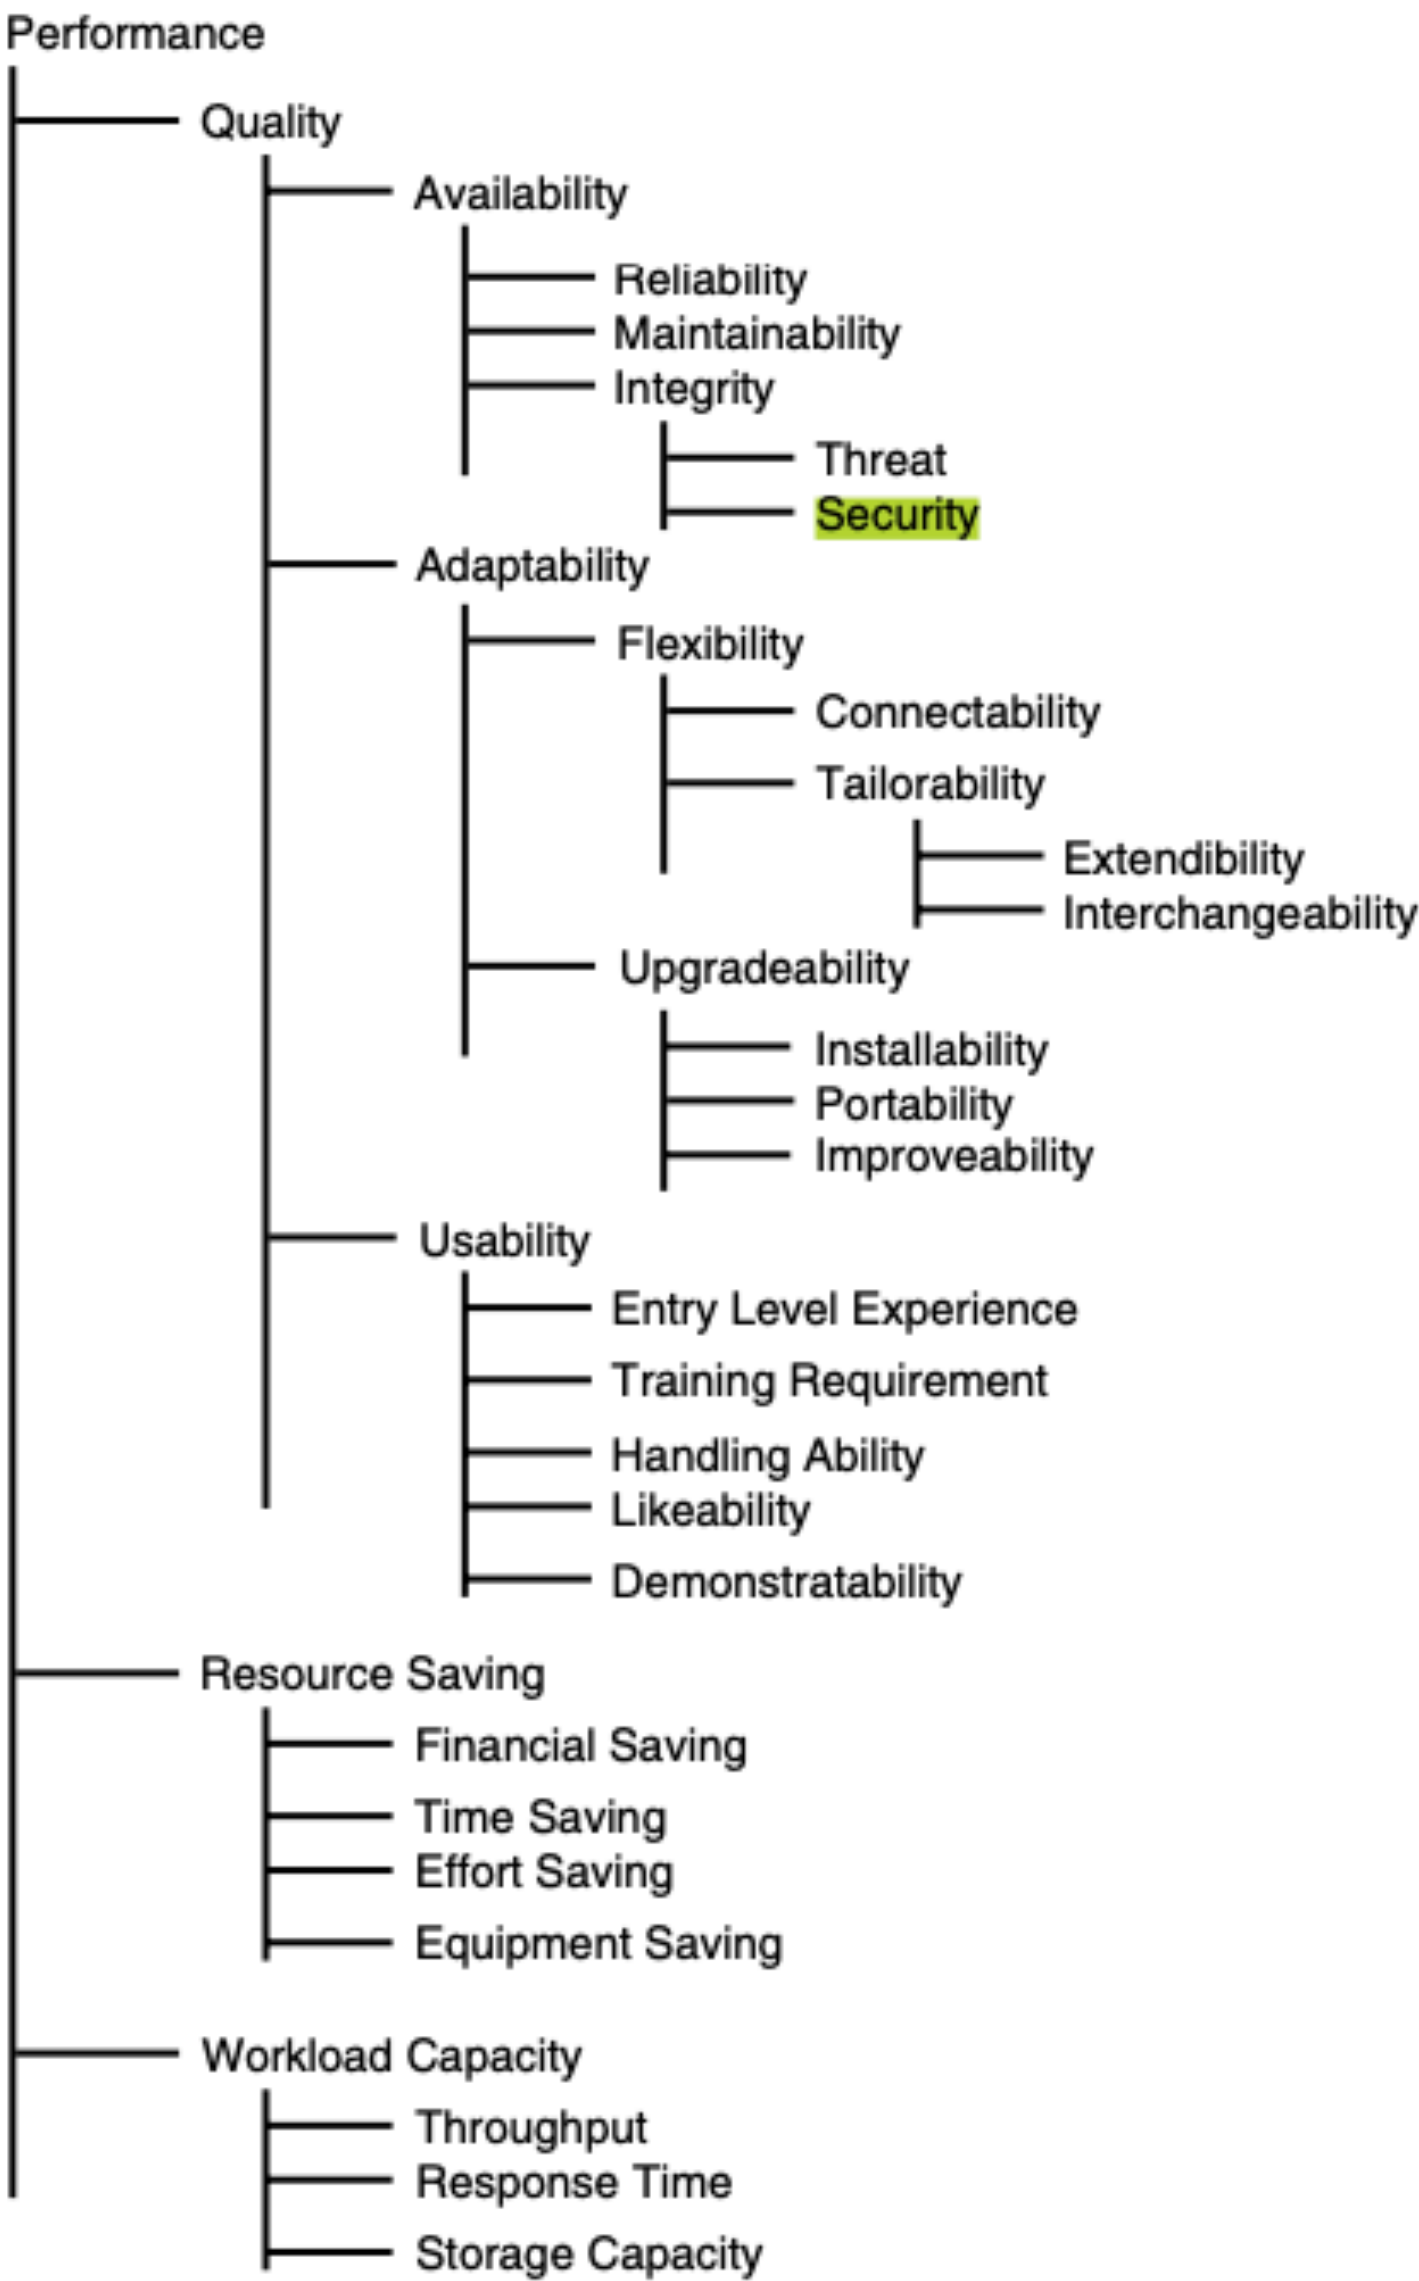 Performance
Quality
Availability
Reliability
Maintainability
Integrity
Threat
Security
Adaptability
Flexibility
Connectability
Tailorability
Extendibility
Interchangeability
Upgradeability
Installability
Portability
Improveability
Usability
Entry Level Experience
Training Requirement
Handling Ability
Likeability
Demonstratability
Resource Saving
Financial Saving
Time Saving
Effort Saving
Equipment Saving
Workload Capacity
Throughput
Response Time
Storage Capacity